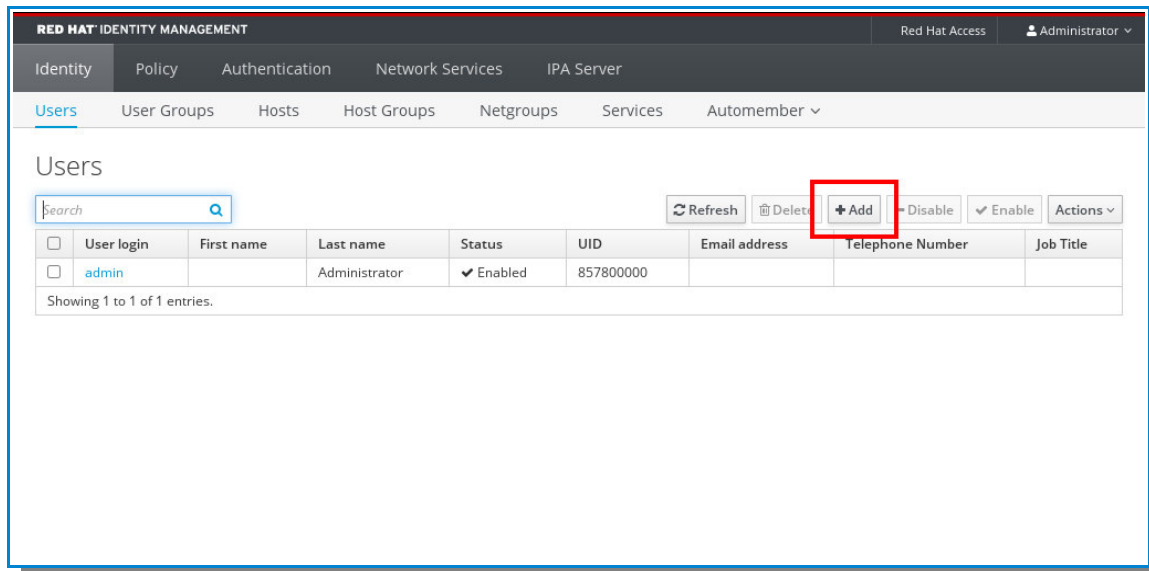 RED HAT® IDENTITY MANAGEMENT Red Hat Access Administrator
Identity Policy Authentication Network Services IPA Server
Users User Groups Hosts Host Groups Netgroups Services Automember
Users
Search Refresh Delete + Add - Disable Enable Actions
User login First name Last name Status UID Email address Telephone Number Job Title
admin Administrator Enabled 857800000
Showing 1 to 1 of 1 entries.